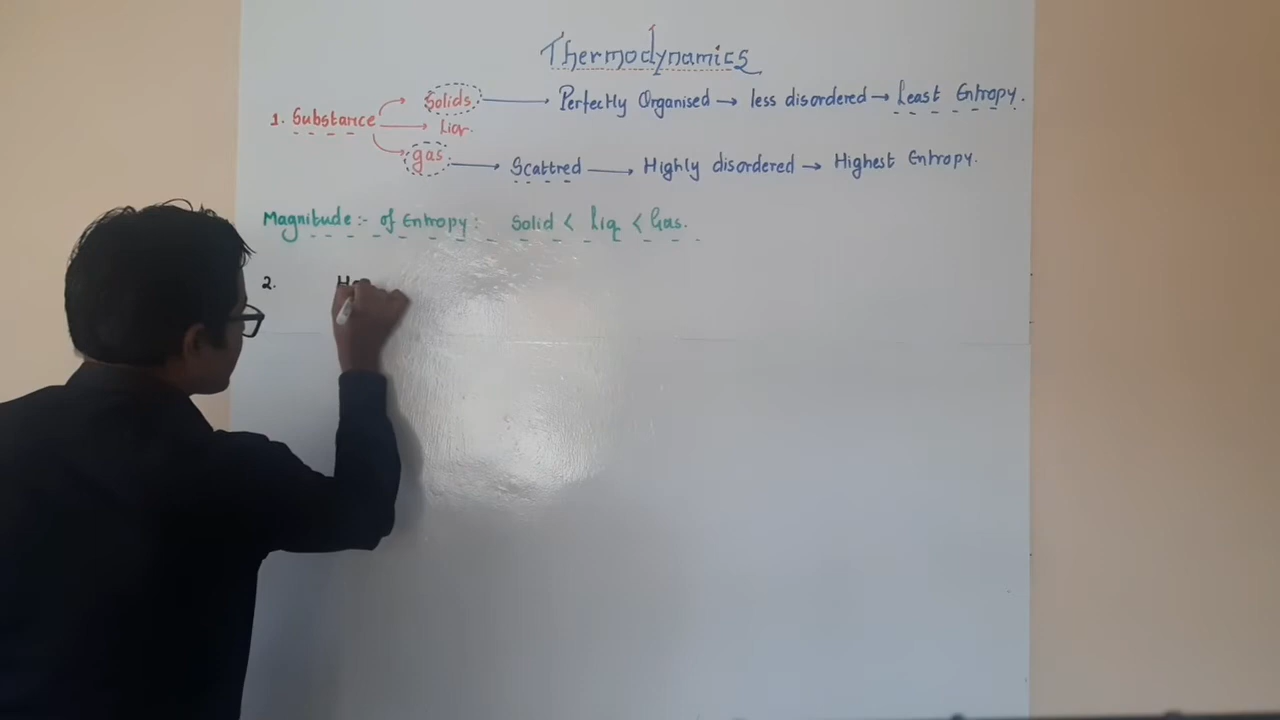 Thermodynamics
Solids → Perfectly Organised → less disordered → Least Entropy.
1. Substance
Liq.
gas → Scattred → Highly disordered → Highest Entropy.
Magnitude :- of Entropy : Solid < Liq < Gas.
2.